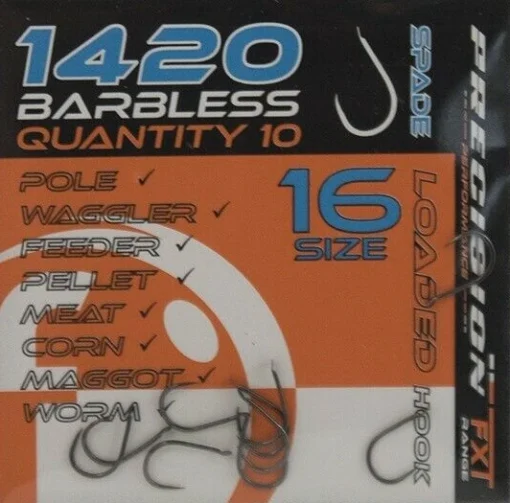 1420
BARBLESS
QUANTITY 10
POLE ✓
WAGGLER ✓
FEEDER ✓
PELLET ✓
MEAT ✓
CORN ✓
MAGGOT ✓
WORM
16
SIZE
SPADE
LOADED HOOK
PRECISION
PERFORMANCE
FXT
RANGE